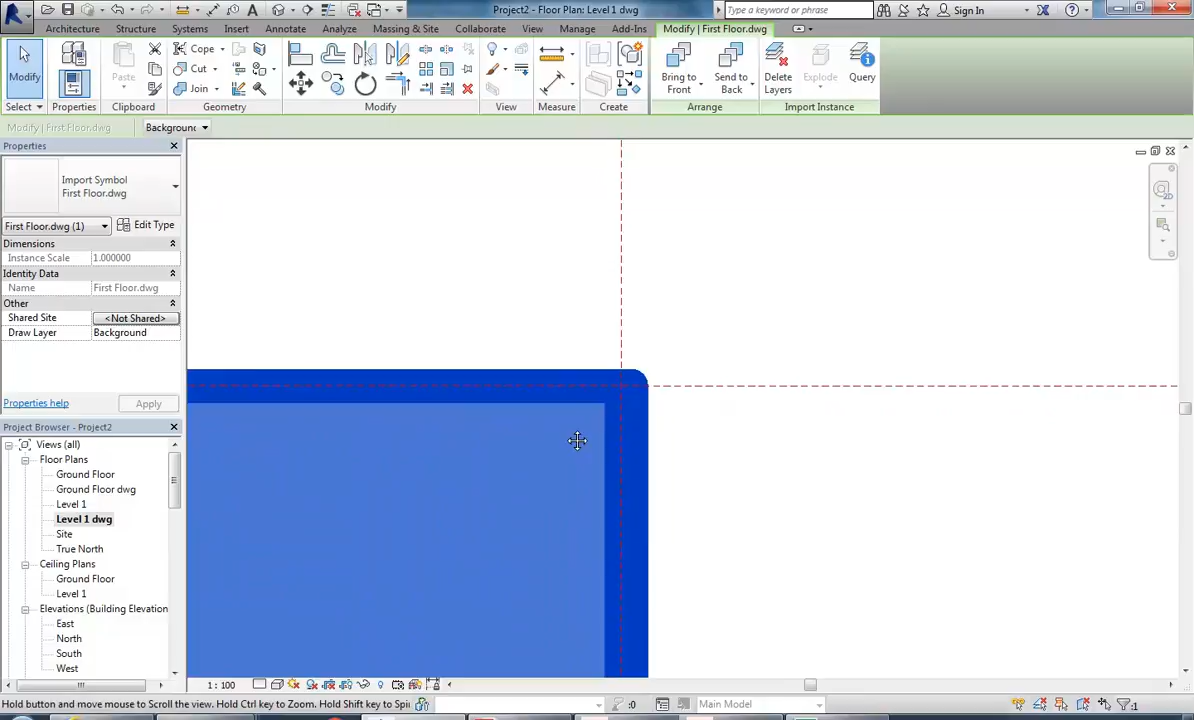 Project2 - Floor Plan: Level 1 dwg
Type a keyword or phrase
Sign In
Architecture Structure Systems Insert Annotate Analyze Massing & Site Collaborate View Manage Add-Ins Modify | First Floor.dwg
Modify
Paste
Cope
Cut
Join
Bring to Front
Send to Back
Delete Layers
Explode
Query
Select Properties Clipboard Geometry Modify View Measure Create Arrange Import Instance
Modify | First Floor.dwg Background
Properties
Import Symbol
First Floor.dwg
First Floor.dwg (1) Edit Type
Dimensions
Instance Scale 1.000000
Identity Data
Name First Floor.dwg
Other
Shared Site <Not Shared>
Draw Layer Background
Properties help Apply
Project Browser - Project2
Views (all)
Floor Plans
Ground Floor
Ground Floor dwg
Level 1
Level 1 dwg
Site
True North
Ceiling Plans
Ground Floor
Level 1
Elevations (Building Elevation
East
North
South
West
2D
1 : 100
Hold button and move mouse to Scroll the view. Hold Ctrl key to Zoom. Hold Shift key to Spi
:0
Main Model
:1